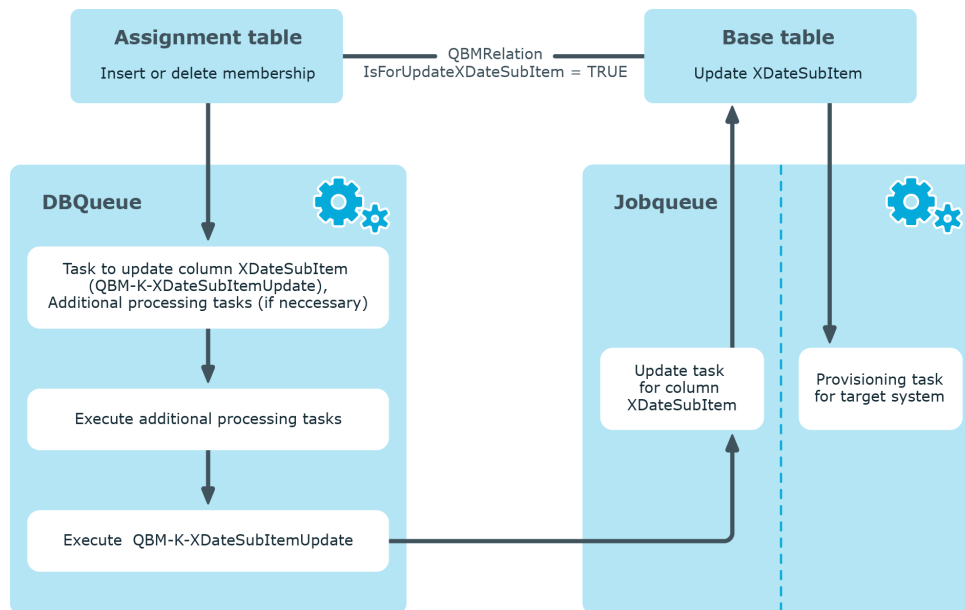 Assignment table
Insert or delete membership
QBMRelation
IsForUpdateXDateSubItem = TRUE
Base table
Update XDateSubItem
DBQueue
Task to update column XDateSubItem
(QBM-K-XDateSubItemUpdate),
Additional processing tasks (if neccessary)
Execute additional processing tasks
Execute QBM-K-XDateSubItemUpdate
Jobqueue
Update task
for column
XDateSubItem
Provisioning task
for target system